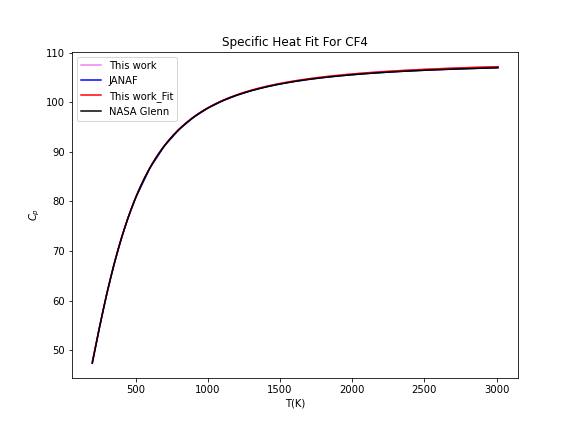 Specific Heat Fit For CF4
110
100
90
80
70
60
50
C_p
This work
JANAF
This work_Fit
NASA Glenn
500
1000
1500
2000
2500
3000
T(K)